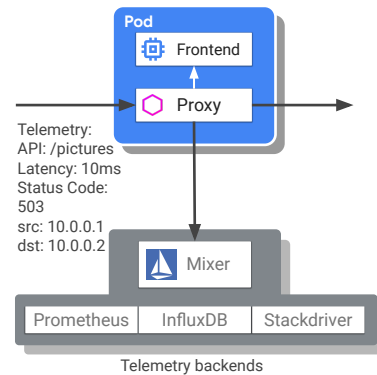 Pod
Frontend
Proxy
Telemetry:
API: /pictures
Latency: 10ms
Status Code:
503
src: 10.0.0.1
dst: 10.0.0.2
Mixer
Prometheus
InfluxDB
Stackdriver
Telemetry backends